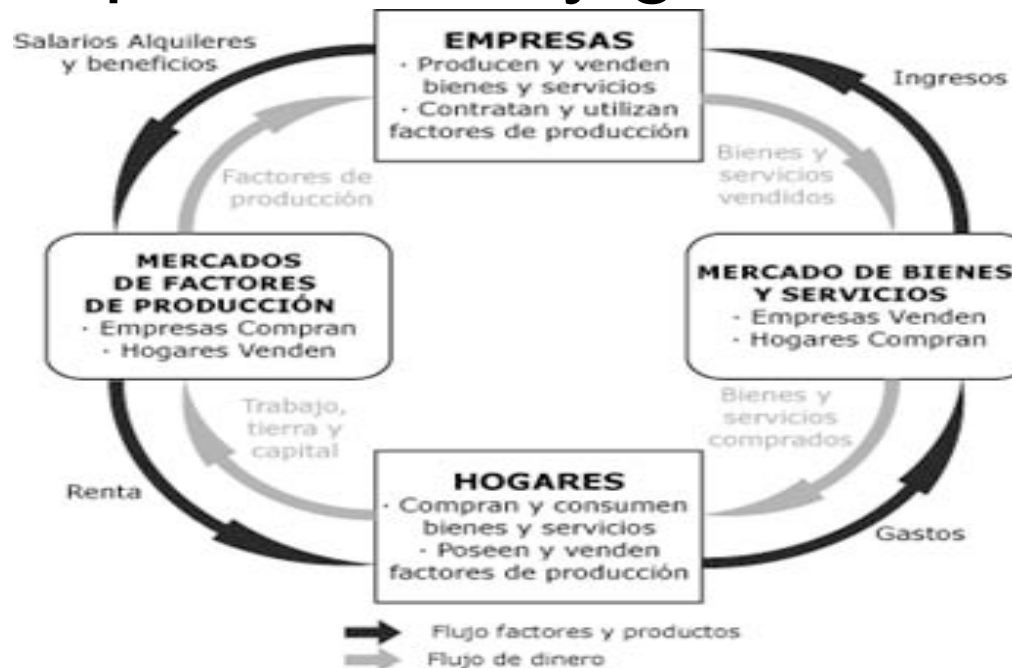 Salarios Alquileres
y beneficios
EMPRESAS
· Producen y venden
bienes y servicios
· Contratan y utilizan
factores de producción
Ingresos
Factores de
producción
Bienes y
servicios
vendidos
MERCADOS
DE FACTORES
DE PRODUCCIÓN
· Empresas Compran
· Hogares Venden
MERCADO DE BIENES
Y SERVICIOS
· Empresas Venden
· Hogares Compran
Trabajo,
tierra y
capital
Bienes y
servicios
comprados
Renta
HOGARES
· Compran y consumen
bienes y servicios
· Poseen y venden
factores de producción
Gastos
Flujo factores y productos
Flujo de dinero